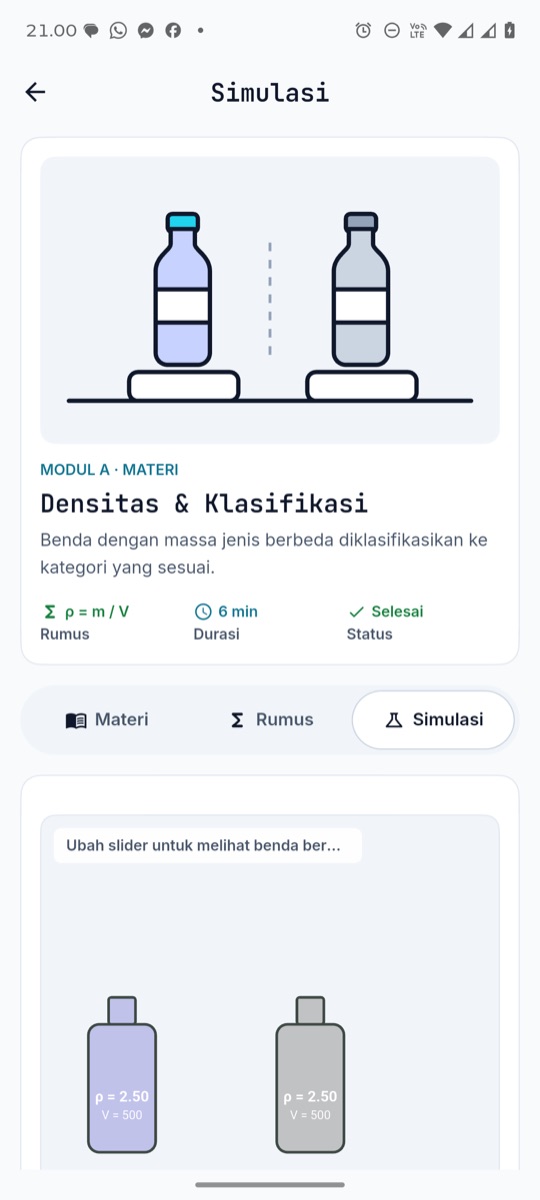 21.00
Vo))
LTE
Simulasi
MODUL A · MATERI
Densitas & Klasifikasi
Benda dengan massa jenis berbeda diklasifikasikan ke
kategori yang sesuai.
Σ ρ = m / V
6 min
Selesai
Rumus
Durasi
Status
Materi
Σ Rumus
Simulasi
Ubah slider untuk melihat benda ber...
ρ = 2.50
V = 500
ρ = 2.50
V = 500